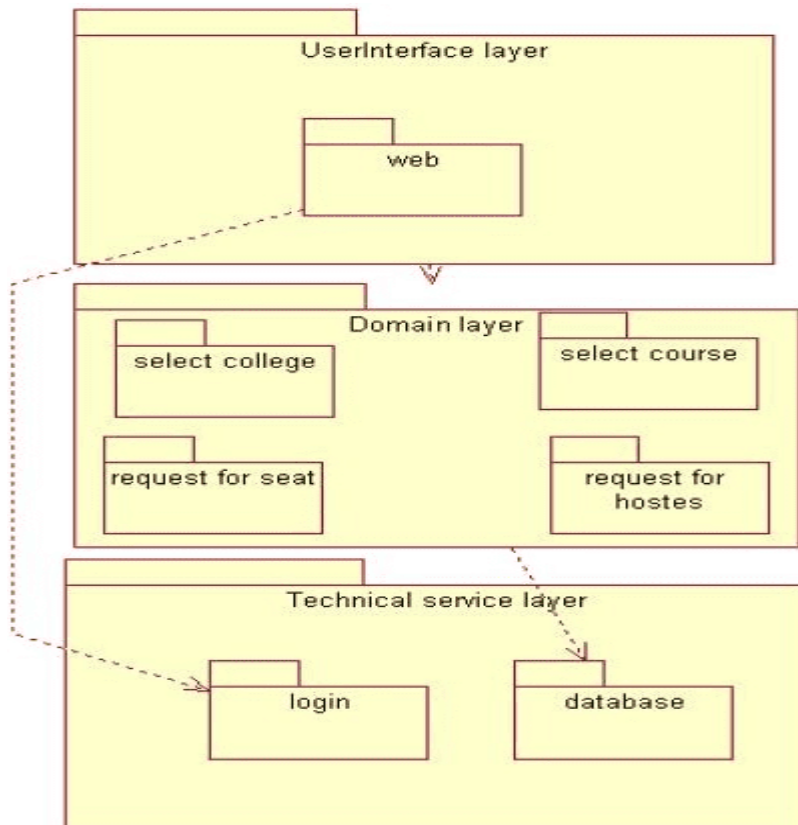 UserInterface layer
web
Domain layer
select college
select course
request for seat
request for
hostes
Technical service layer
login
database